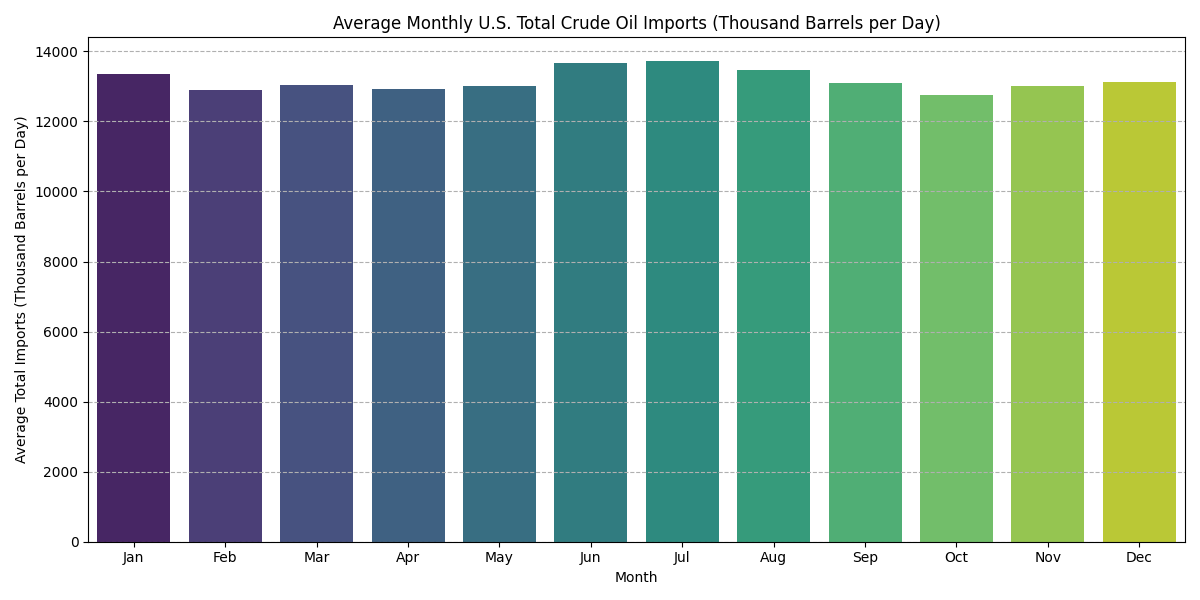 Average Monthly U.S. Total Crude Oil Imports (Thousand Barrels per Day)
Average Total Imports (Thousand Barrels per Day)
14000
12000
10000
8000
6000
4000
2000
0
Jan Feb Mar Apr May Jun Jul Aug Sep Oct Nov Dec
Month